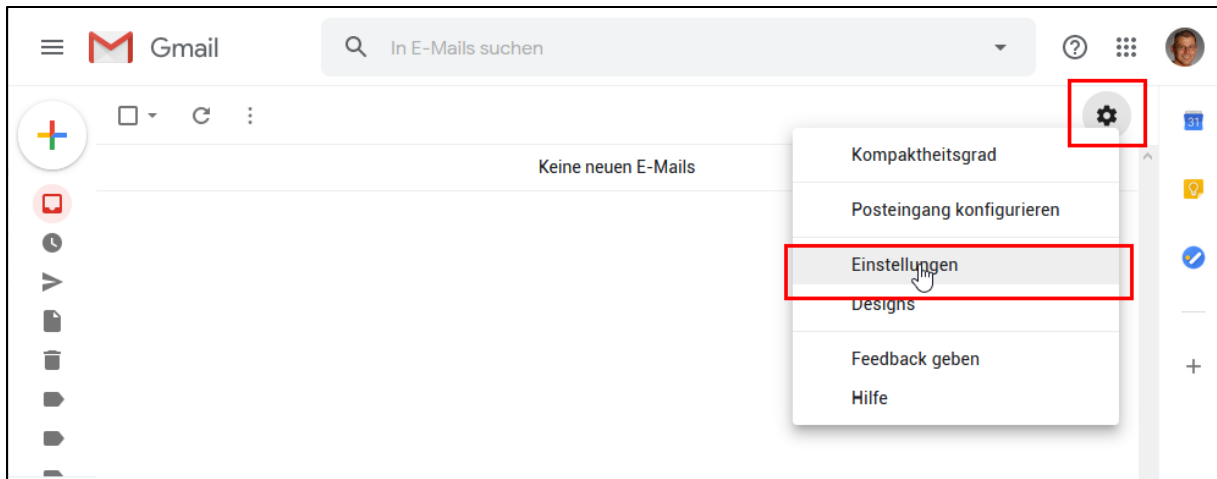 Gmail
In E-Mails suchen
31
Keine neuen E-Mails
Kompaktheitsgrad
Posteingang konfigurieren
Einstellungen
Designs
Feedback geben
Hilfe